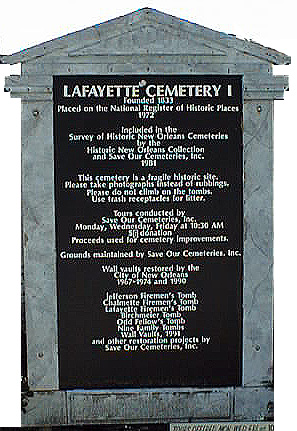 LAFAYETTE CEMETERY I
Founded 1833
Placed on the National Register of Historic Places
1972
Included in the
Survey of Historic New Orleans Cemeteries
by the
Historic New Orleans Collection
and Save Our Cemeteries, Inc.
1981
This cemetery is a fragile historic site.
Please take photographs instead of rubbings.
Please do not climb on the tombs.
Use trash receptacles for litter.
Tours conducted by
Save Our Cemeteries, Inc.
Monday, Wednesday, Friday at 10:30 AM
donation
Proceeds used for cemetery improvements.
Grounds maintained by Save Our Cemeteries, Inc.
Wall vaults restored by the
City of New Orleans
1967-1974 and 1990
Jefferson Firemen's Tomb
Chalmette Firemen's Tomb
Lafayette Firemen's Tomb
Birchmeier Tomb
Odd Fellow's Tomb
Nine Family Tombs
Wall Vaults, 1991
and other restoration projects by
Save Our Cemeteries, Inc.